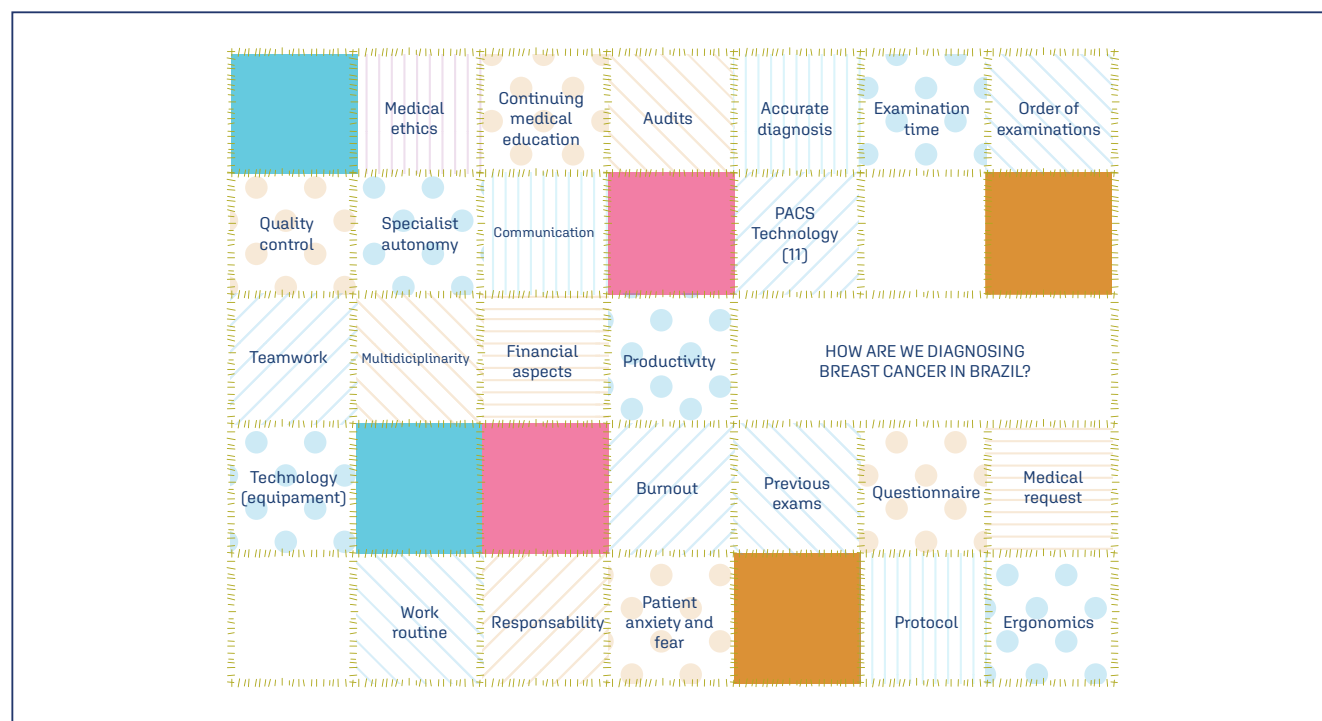 Medical
ethics
Continuing
medical
education
Audits
Accurate
diagnosis
Examination
time
Order of
examinations
Quality
control
Specialist
autonomy
Communication
PACS
Technology
(11)
Teamwork
Multidiciplinarity
Financial
aspects
Productivity
HOW ARE WE DIAGNOSING
BREAST CANCER IN BRAZIL?
Technology
(equipament)
Burnout
Previous
exams
Questionnaire
Medical
request
Work
routine
Responsability
Patient
anxiety and
fear
Protocol
Ergonomics